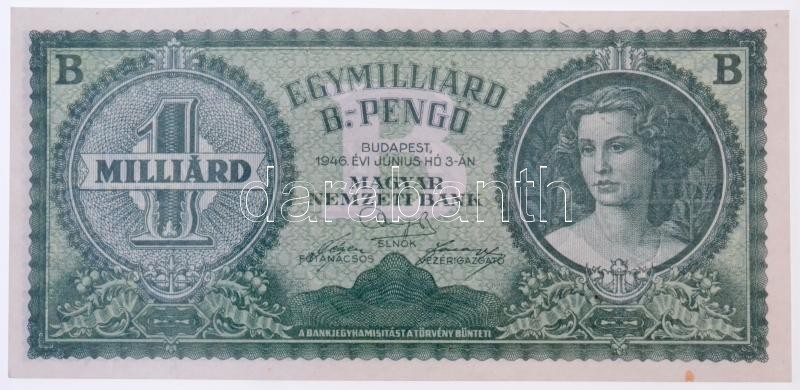 B
B
EGYMILLIÁRD
B.-PENGŐ
1
MILLIÁRD
B
BUDAPEST,
1946. ÉVI JÚNIUS HÓ 3-ÁN
MAGYAR
NEMZETI BANK
ELNÖK
FŐTANÁCSOS
VEZÉRIGAZGATÓ
A BANKJEGYHAMISITÁST A TÖRVÉNY BÜNTETI
darabanth